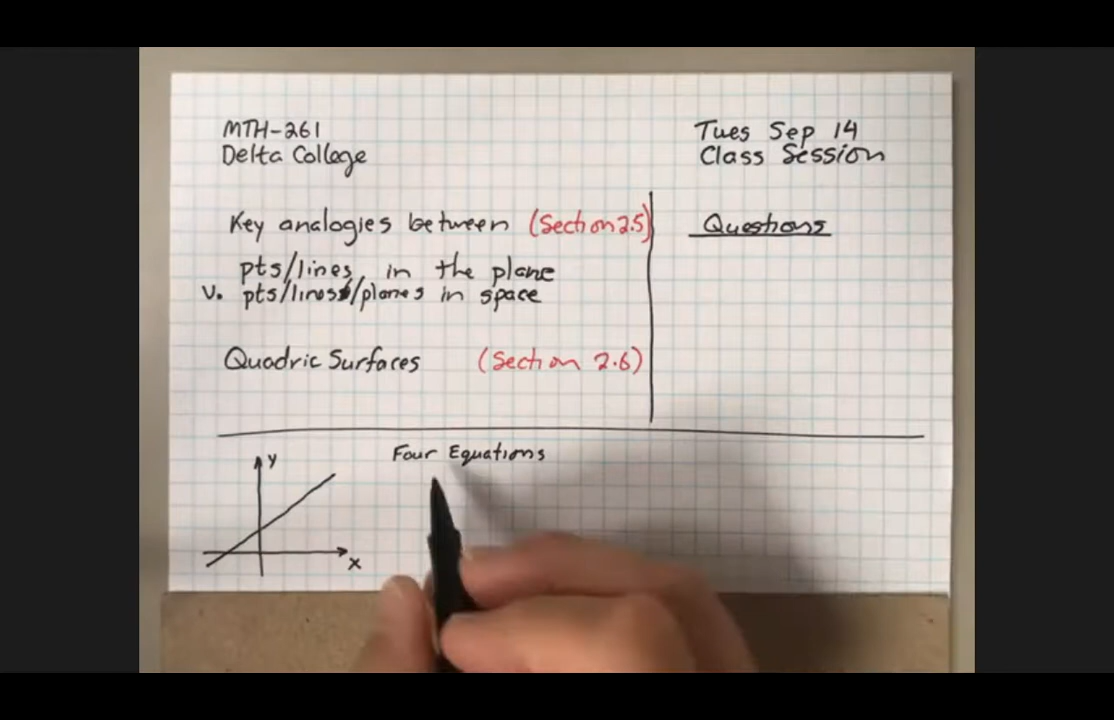 MTH-261
Delta College
Tues Sep 14
Class Session
Key analogies between (Section 2.5)
pts/lines in the plane
v. pts/lines/planes in space
Quadric Surfaces (Section 2.6)
Questions
Four Equations
y
x